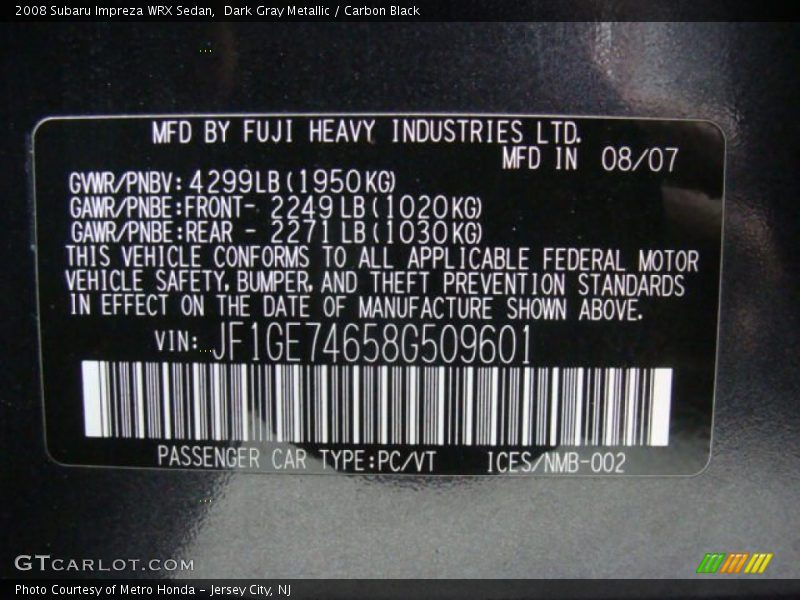 2008 Subaru Impreza WRX Sedan,  Dark Gray Metallic / Carbon Black
MFD BY FUJI HEAVY INDUSTRIES LTD.
MFD IN 08/07
GVWR/PNBV: 4299LB (1950KG)
GAWR/PNBE:FRONT- 2249LB (1020KG)
GAWR/PNBE:REAR - 2271LB (1030KG)
THIS VEHICLE CONFORMS TO ALL APPLICABLE FEDERAL MOTOR
VEHICLE SAFETY, BUMPER, AND THEFT PREVENTION STANDARDS
IN EFFECT ON THE DATE OF MANUFACTURE SHOWN ABOVE.
VIN: JF1GE74658G509601
PASSENGER CAR TYPE:PC/VT ICES/NMB-002
GTCARLOT.COM
Photo Courtesy of Metro Honda - Jersey City, NJ